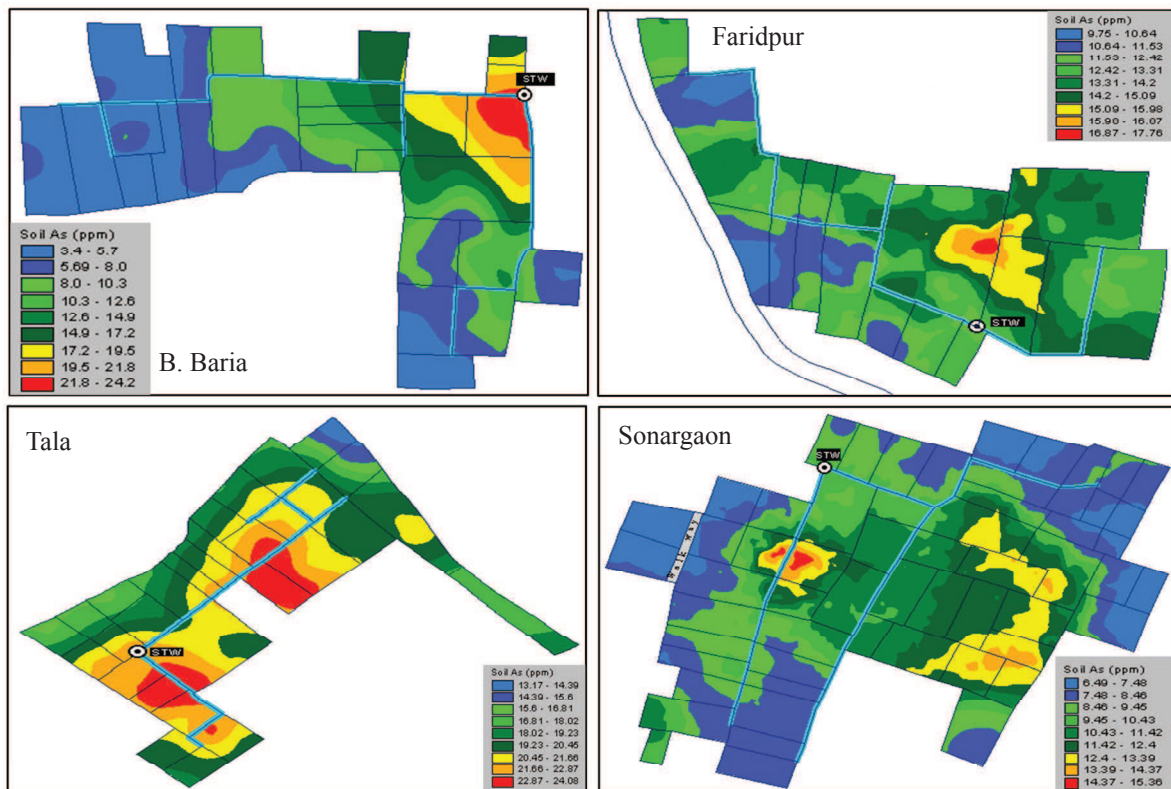 STW
Soil As (ppm)
3.4 - 5.7
5.69 - 8.0
8.0 - 10.3
10.3 - 12.6
12.6 - 14.9
14.9 - 17.2
17.2 - 19.5
19.5 - 21.8
21.8 - 24.2
B. Baria
Faridpur
Soil As (ppm)
9.75 - 10.64
10.64 - 11.53
11.53 - 12.42
12.42 - 13.31
13.31 - 14.2
14.2 - 15.09
15.09 - 15.98
15.90 - 16.07
16.87 - 17.76
STW
Tala
STW
Soil As (ppm)
13.17 - 14.39
14.39 - 15.6
15.6 - 16.81
16.81 - 18.02
18.02 - 19.23
19.23 - 20.45
20.45 - 21.66
21.66 - 22.87
22.87 - 24.08
Sonargaon
STW
Walk Way
Soil As (ppm)
6.49 - 7.48
7.48 - 8.46
8.46 - 9.45
9.45 - 10.43
10.43 - 11.42
11.42 - 12.4
12.4 - 13.39
13.39 - 14.37
14.37 - 15.36